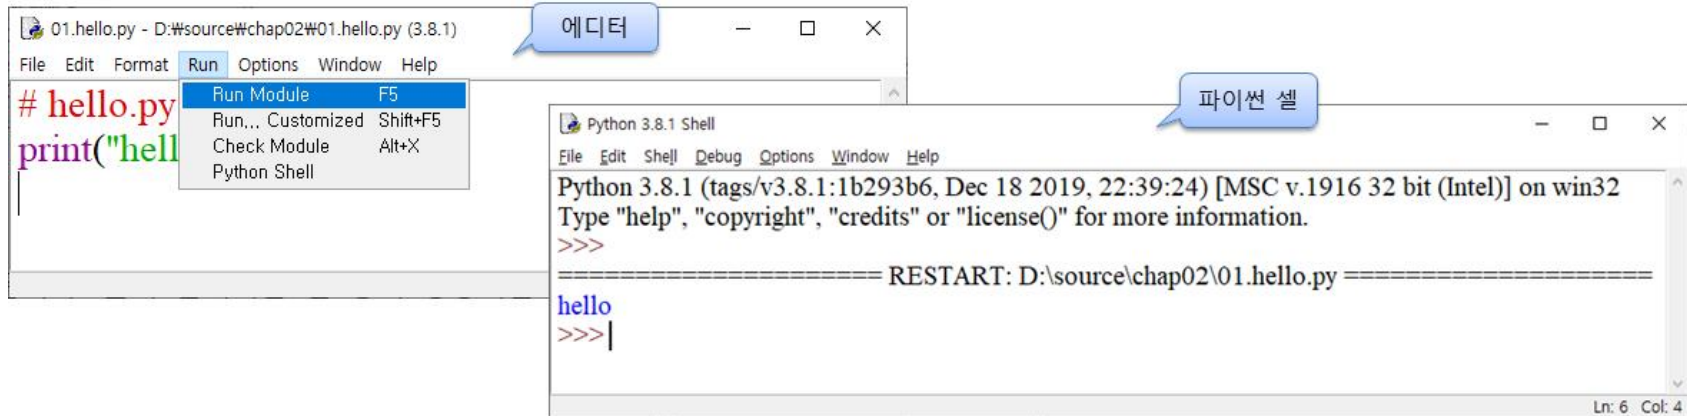 01.hello.py - D:₩source₩chap02₩01.hello.py (3.8.1)
에디터
File Edit Format Run Options Window Help
# hello.py
print("hell
Run Module F5
Run... Customized Shift+F5
Check Module Alt+X
Python Shell
파이썬 셸
Python 3.8.1 Shell
File Edit Shell Debug Options Window Help
Python 3.8.1 (tags/v3.8.1:1b293b6, Dec 18 2019, 22:39:24) [MSC v.1916 32 bit (Intel)] on win32
Type "help", "copyright", "credits" or "license()" for more information.
>>>
===================== RESTART: D:\source\chap02\01.hello.py ====================
hello
>>>
Ln: 6 Col: 4